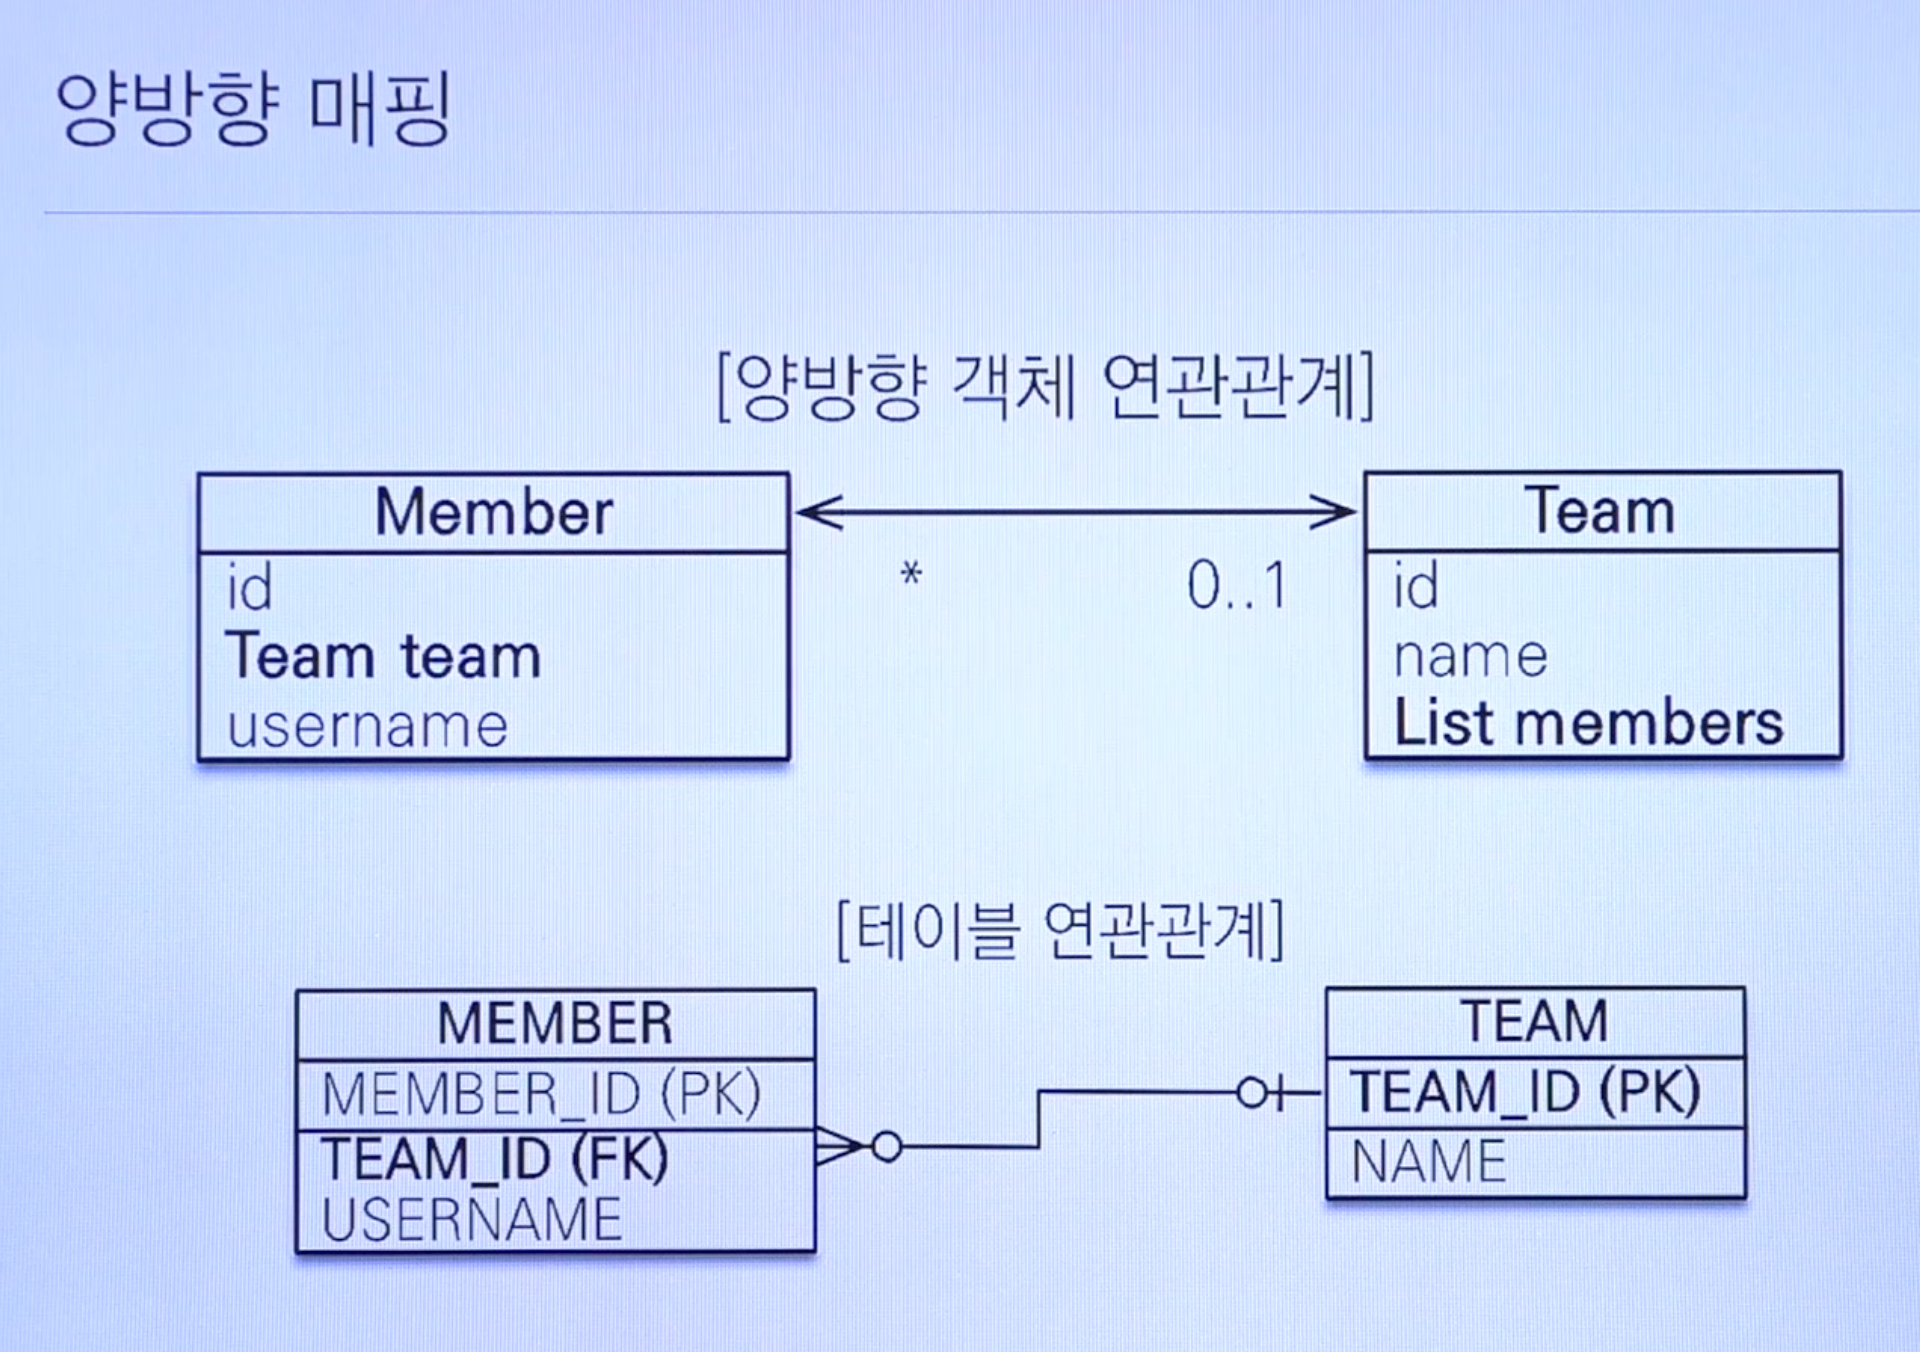 양방향 매핑
[양방향 객체 연관관계]
Member
id
Team team
username
* 0..1
Team
id
name
List members
[테이블 연관관계]
MEMBER
MEMBER_ID (PK)
TEAM_ID (FK)
USERNAME
TEAM
TEAM_ID (PK)
NAME